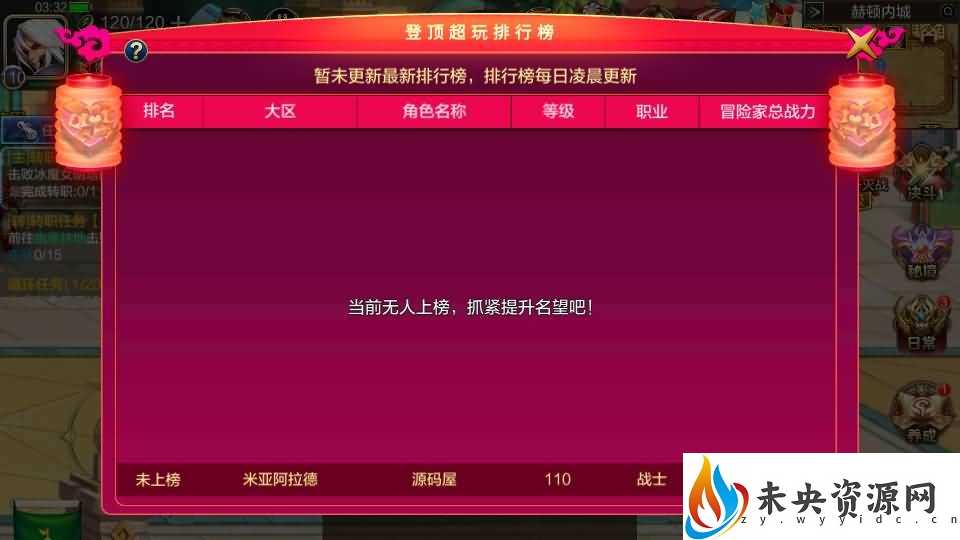 03:32
120/120
赫顿内城
登顶超玩排行榜
?
暂未更新最新排行榜，排行榜每日凌晨更新
排名 大区 角色名称 等级 职业 冒险家总战力
击败冰魔女
完成转职:0/1
转职任务
前往
0/15
决斗
秘境
3
日常
1
养成
当前无人上榜，抓紧提升名望吧！
未上榜 米亚阿拉德 源码屋 110 战士
未央资源网
zy.wyyidc.cn